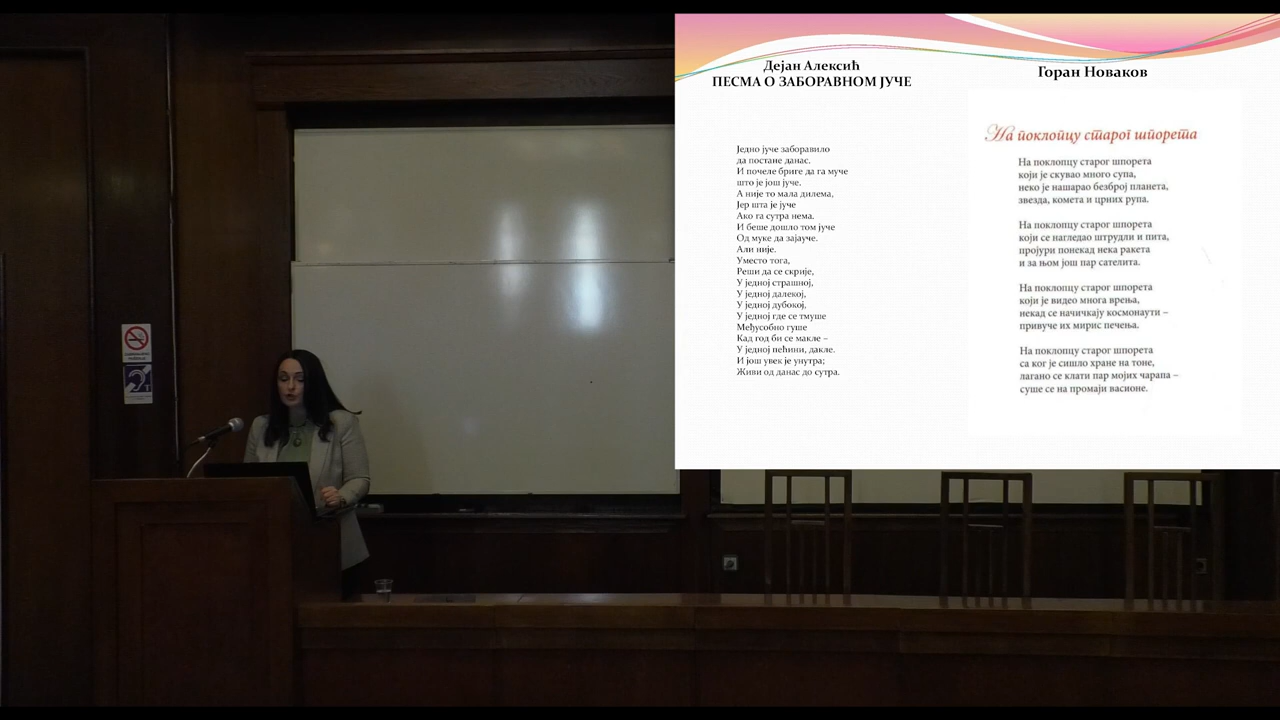 Дејан Алексић
ПЕСМА О ЗАБОРАВНОМ ЈУЧЕ
Једно јуче заборавило
да постане данас.
И почеле бриге да га муче
што је још јуче.
А није то мала дилема,
Јер шта је јуче
Ако га сутра нема.
И беше дошло том јуче
Од муке да зајауче.
Али није.
Уместо тога,
Реши да се скрије,
У једној страшној,
У једној далекој,
У једној дубокој,
У једној где се тмуше
Међусобно гуше
Кад год би се макле –
У једној пећини, дакле.
И још увек је унутра;
Живи од данас до сутра.
Горан Новаков
На поклопцу старог шпорета
На поклопцу старог шпорета
који је скувао много супа,
неко је нашарао безброј планета,
звезда, комета и црних рупа.
На поклопцу старог шпорета
који се нагледао штрудли и пита,
пројури понекад нека ракета
и за њом још пар сателита.
На поклопцу старог шпорета
који је видео многа врења,
некад се начичкају космонаути –
привуче их мирис печења.
На поклопцу старог шпорета
са ког је сишло хране на тоне,
лагано се клати пар мојих чарапа –
суше се на промаји васионе.